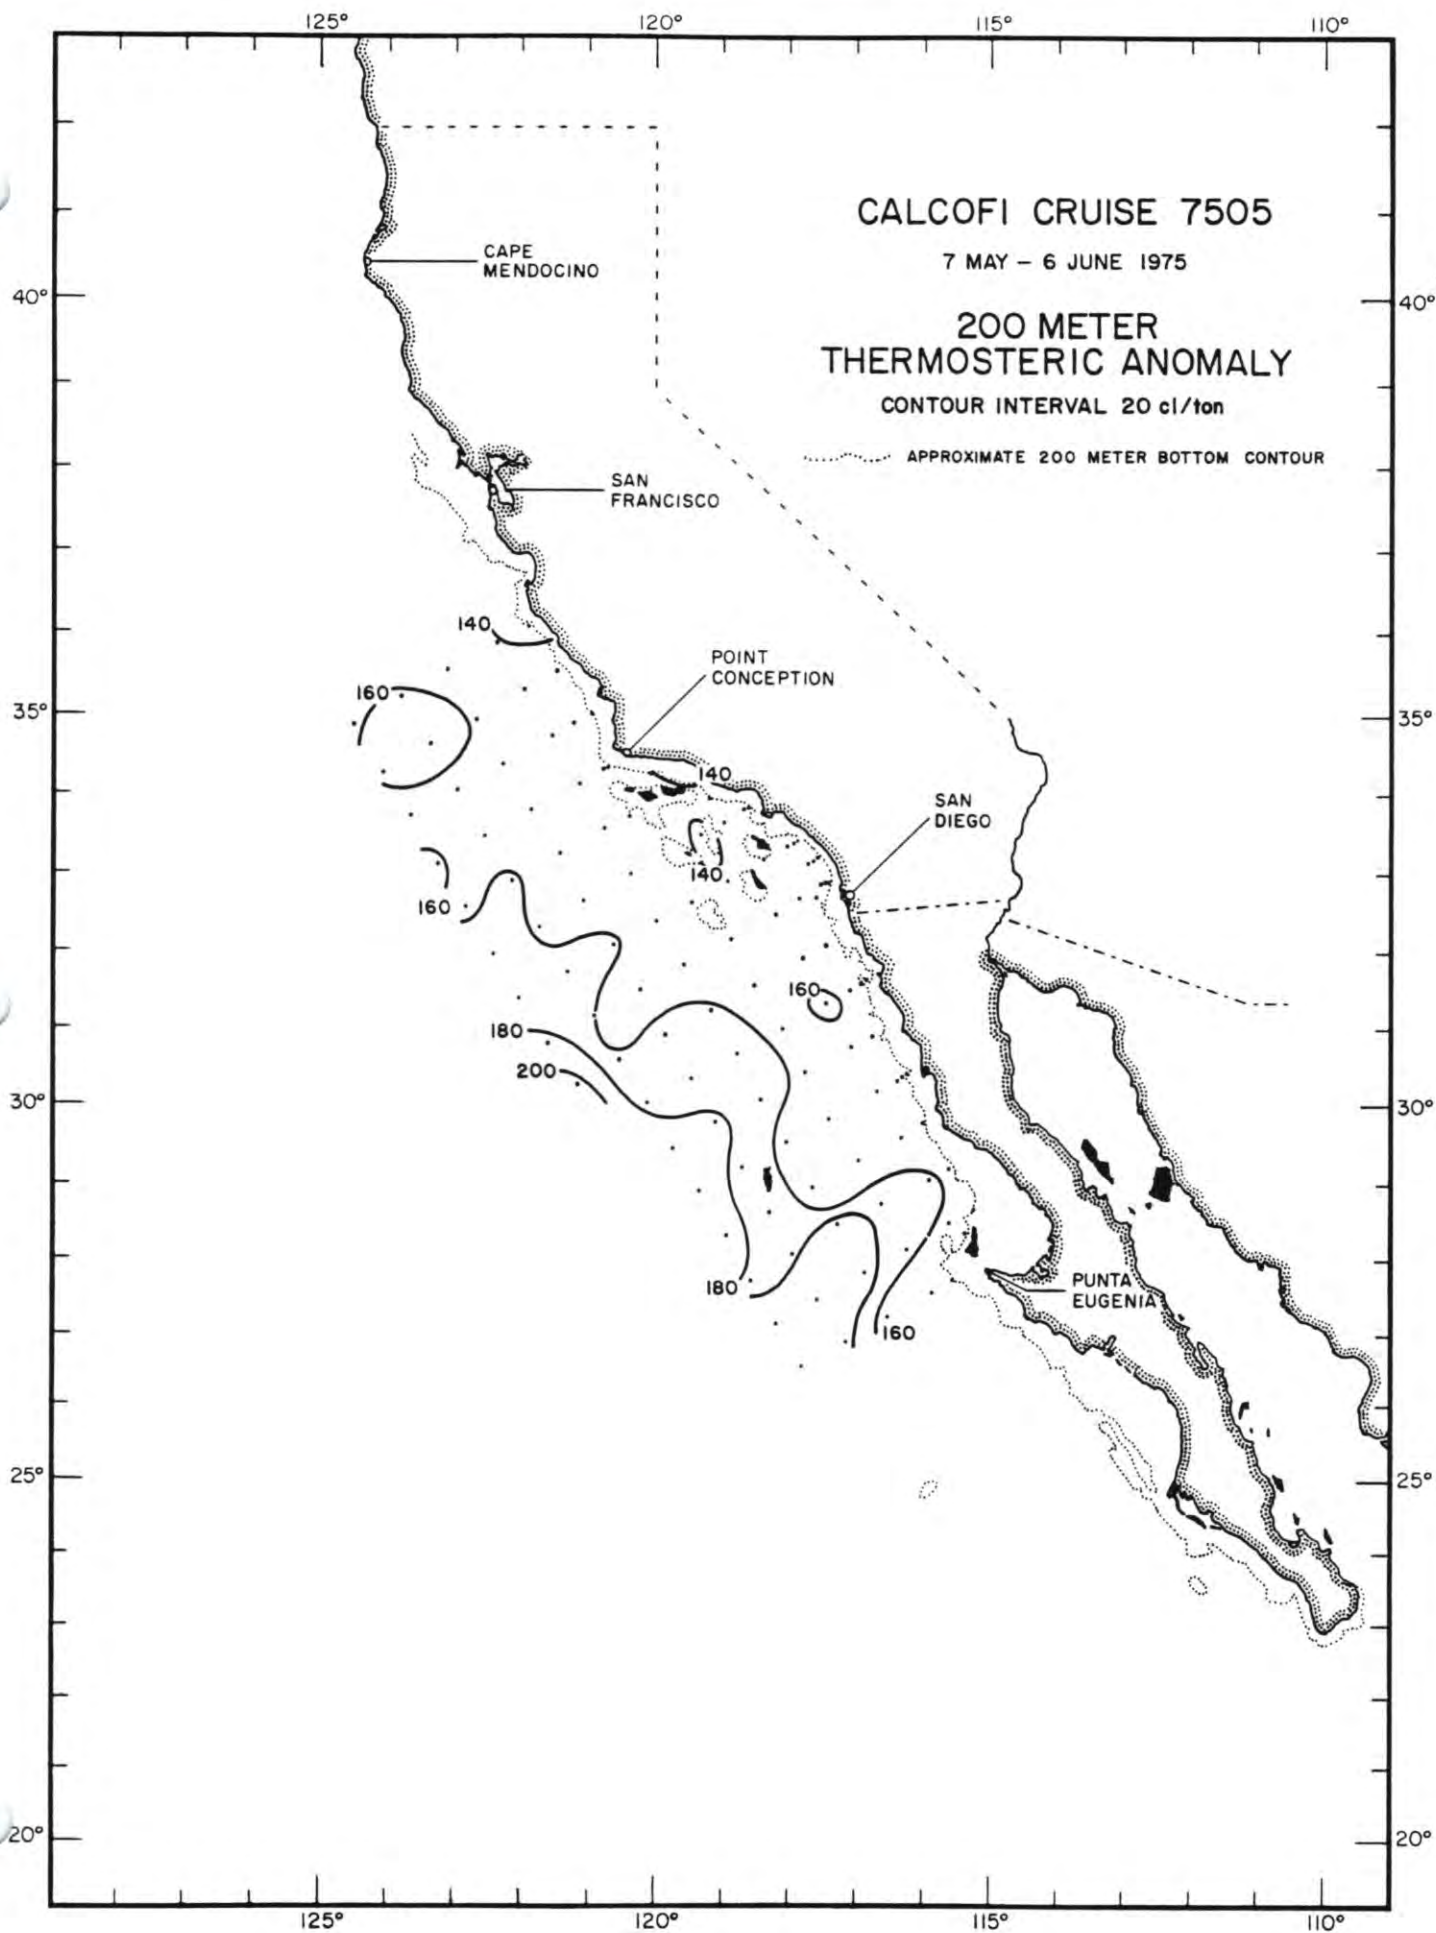 125° 120° 115° 110°
CALCOFI CRUISE 7505
7 MAY – 6 JUNE 1975
CAPE
MENDOCINO
40° 40°
200 METER
THERMOSTERIC ANOMALY
CONTOUR INTERVAL 20 cl/ton
APPROXIMATE 200 METER BOTTOM CONTOUR
SAN
FRANCISCO
140
POINT
CONCEPTION
160
35° 35°
140
SAN
DIEGO
140
160
160
180
200
30° 30°
180
PUNTA
EUGENIA
160
25° 25°
20° 20°
125° 120° 115° 110°